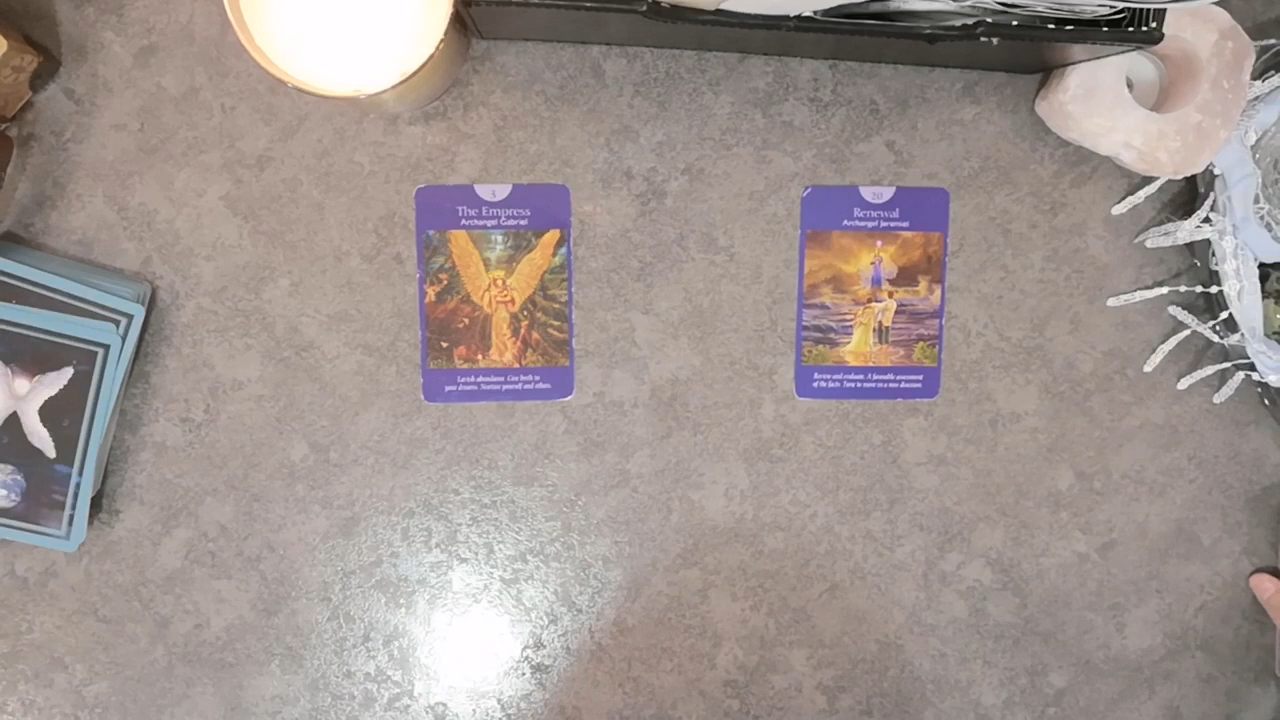 3
The Empress
Archangel Gabriel
Lavish abundance. Give birth to
your dreams. Nurture yourself and others.
20
Renewal
Archangel Jeremiel
Review and evaluate. A favorable assessment
of the facts. Time to move in a new direction.